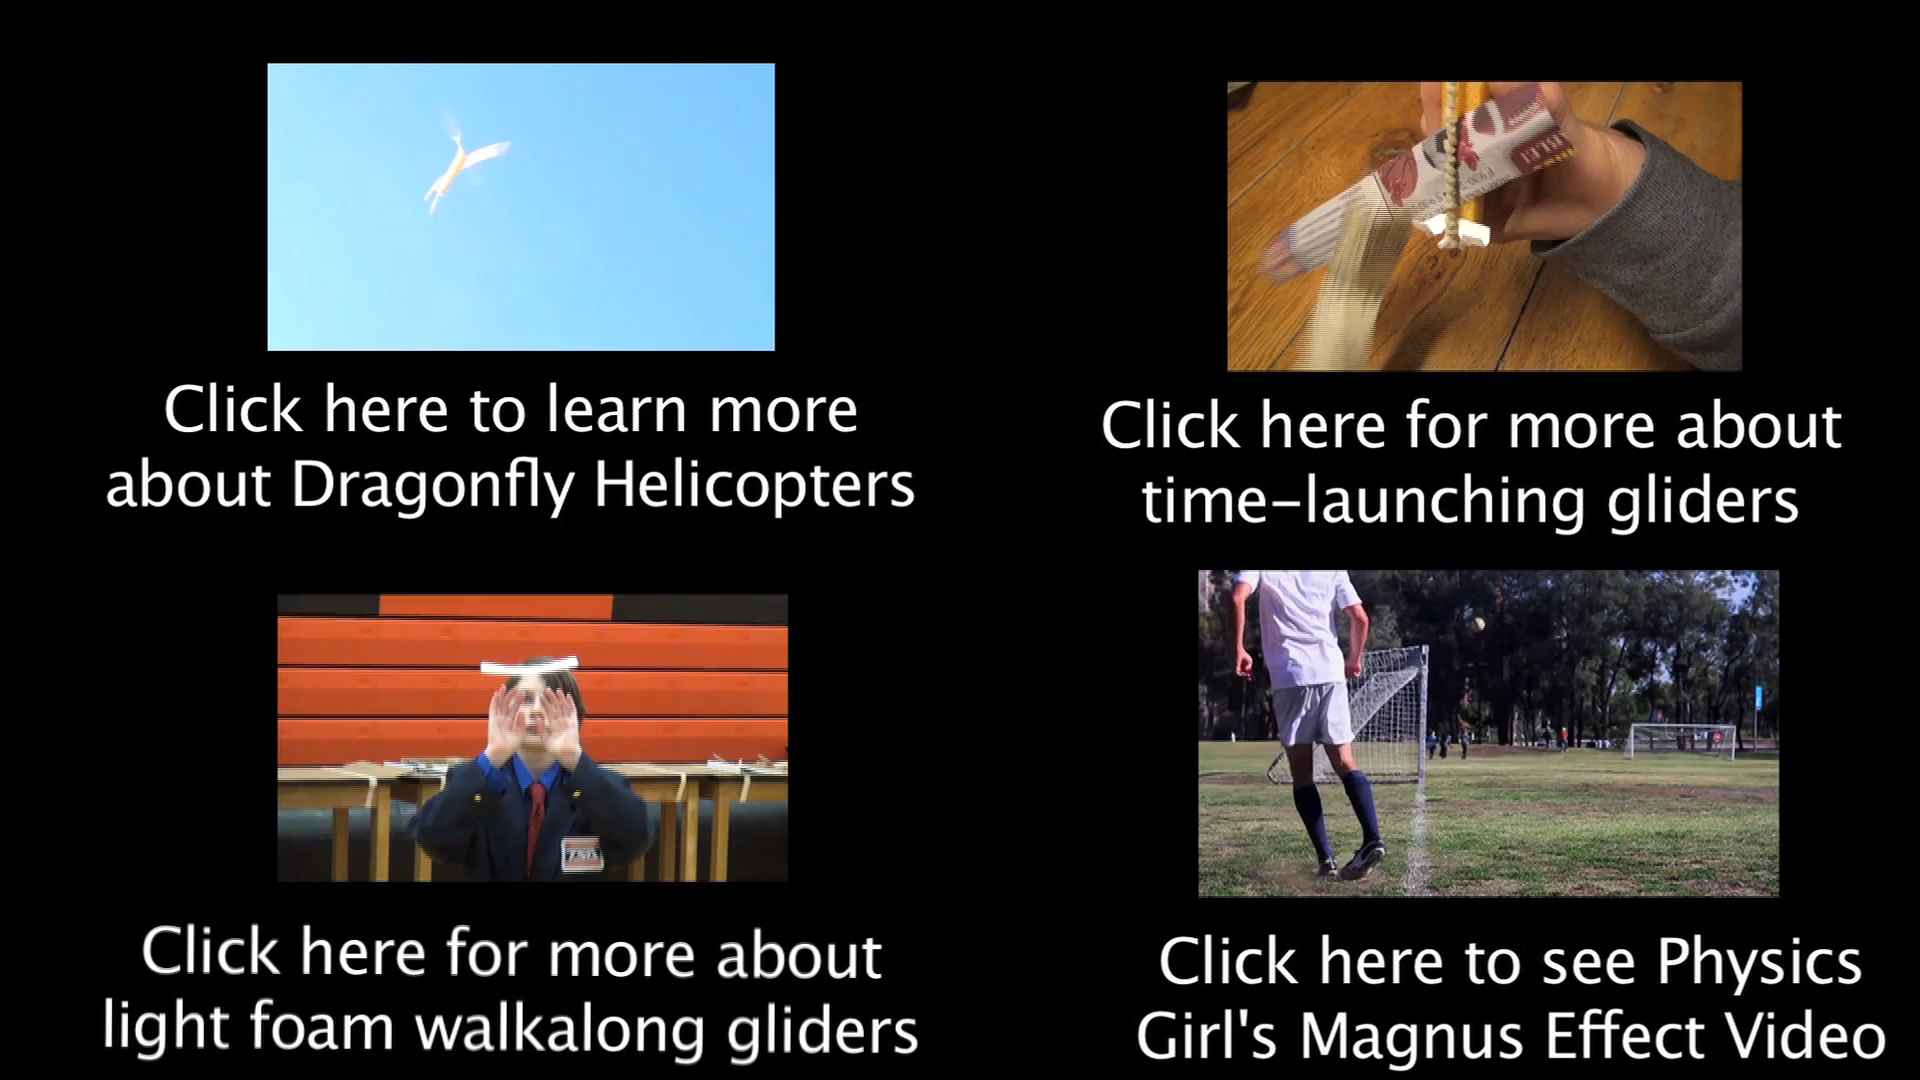 Click here to learn more
about Dragonfly Helicopters
Click here for more about
time-launching gliders
Click here for more about
light foam walkalong gliders
Click here to see Physics
Girl's Magnus Effect Video